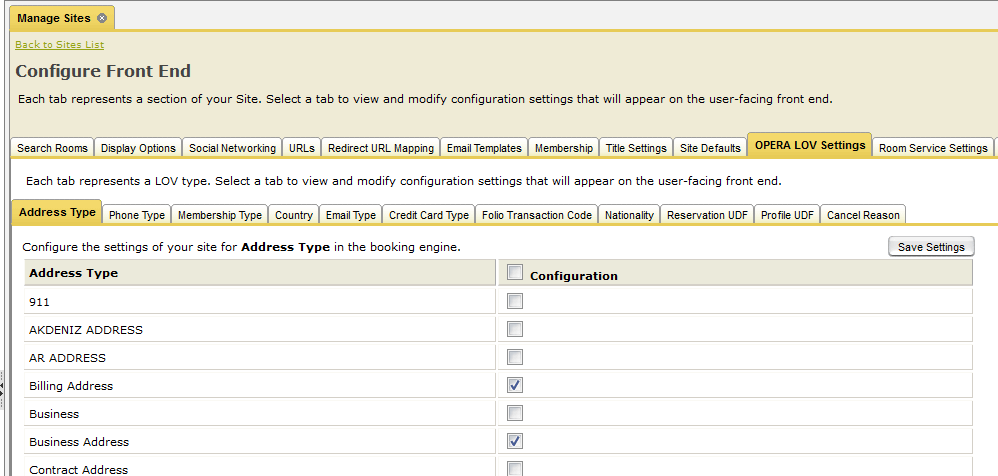 Manage Sites
Back to Sites List
Configure Front End
Each tab represents a section of your Site. Select a tab to view and modify configuration settings that will appear on the user-facing front end.
Search Rooms Display Options Social Networking URLs Redirect URL Mapping Email Templates Membership Title Settings Site Defaults OPERA LOV Settings Room Service Settings
Each tab represents a LOV type. Select a tab to view and modify configuration settings that will appear on the user-facing front end.
Address Type Phone Type Membership Type Country Email Type Credit Card Type Folio Transaction Code Nationality Reservation UDF Profile UDF Cancel Reason
Configure the settings of your site for Address Type in the booking engine. Save Settings
Address Type Configuration
911
AKDENIZ ADDRESS
AR ADDRESS
Billing Address
Business
Business Address
Contract Address